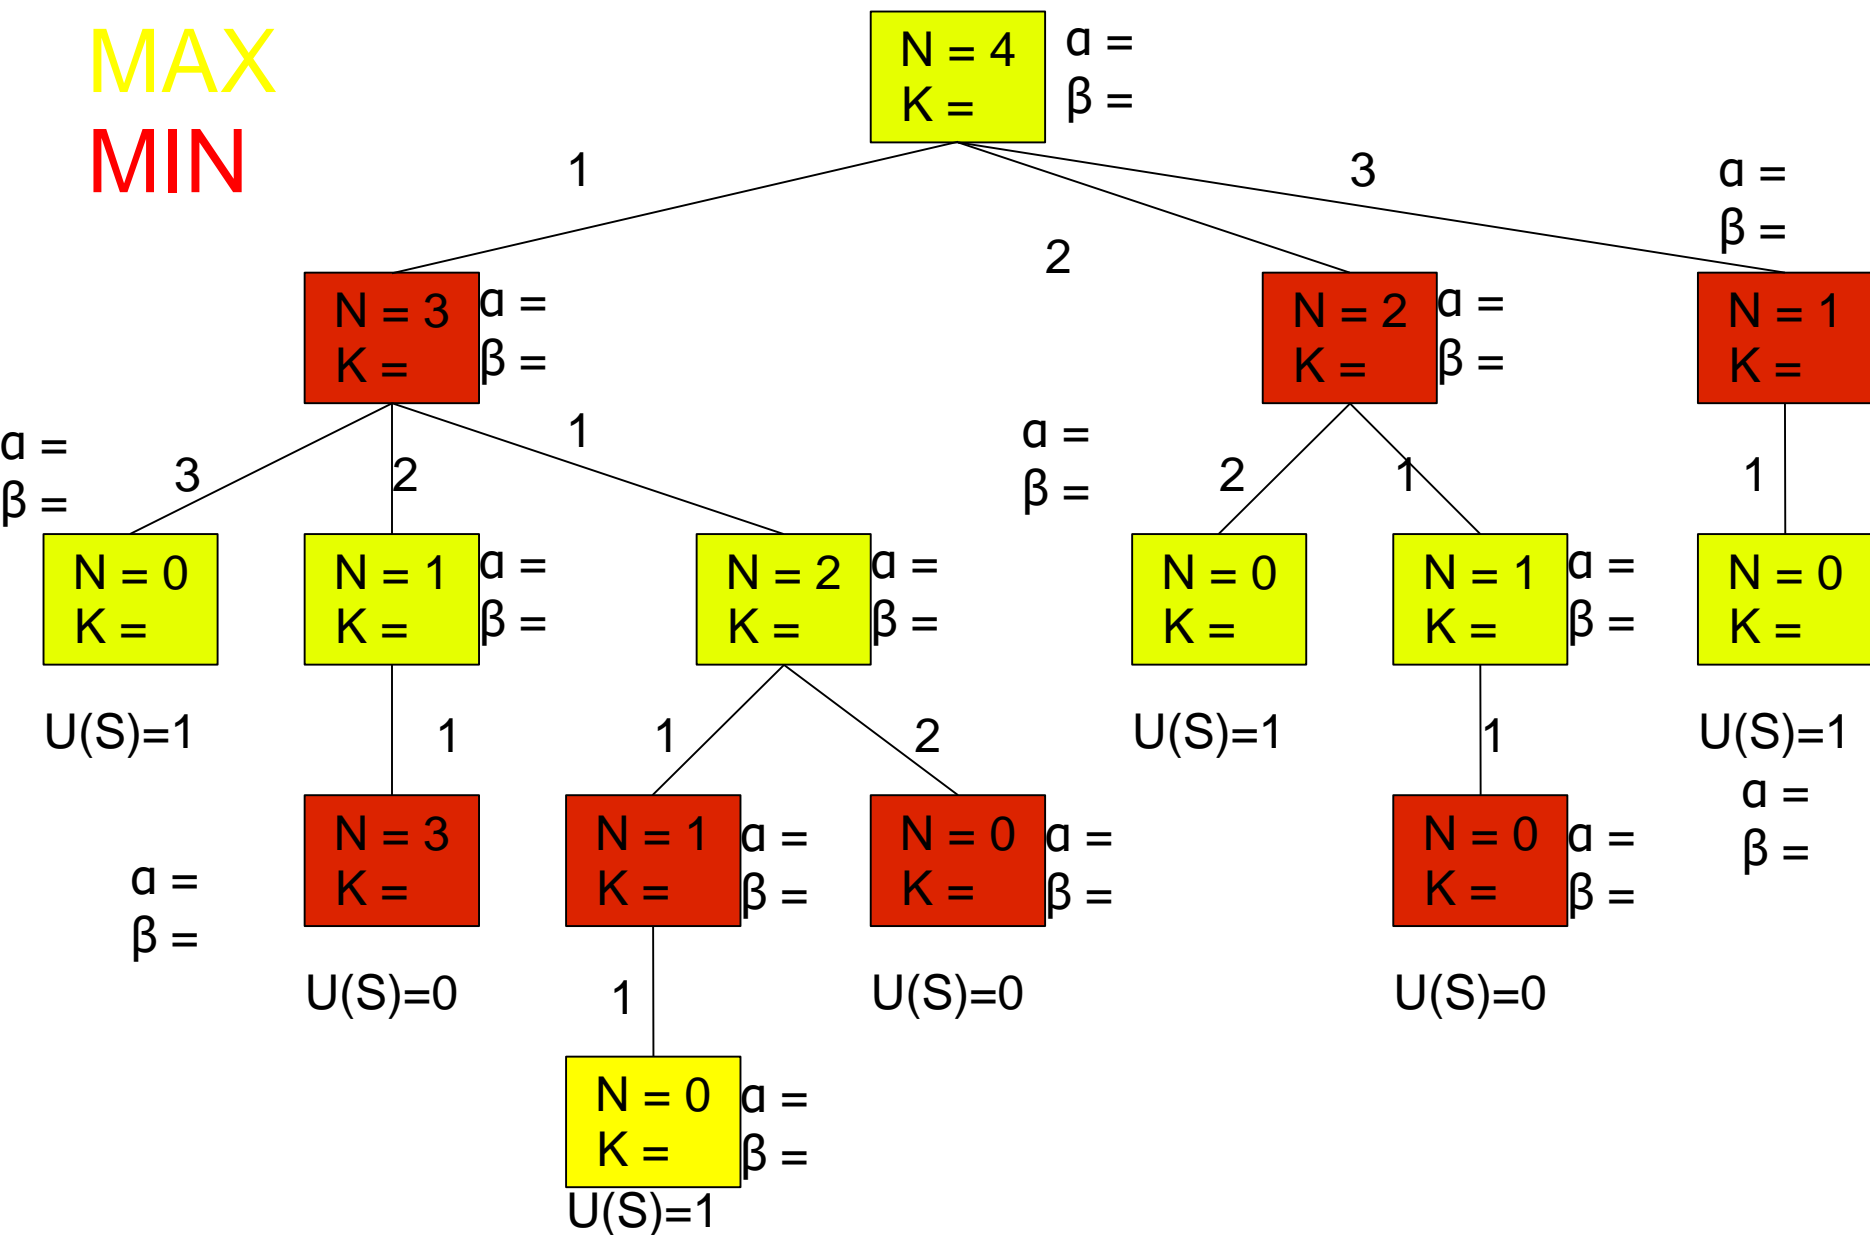 MAX
MIN
N = 4
K =
α =
β =
1
2
3
α =
β =
N = 3
K =
α =
β =
N = 2
K =
α =
β =
N = 1
K =
α =
β =
3
2
1
α =
β =
2
1
1
N = 0
K =
N = 1
K =
α =
β =
N = 2
K =
α =
β =
N = 0
K =
N = 1
K =
α =
β =
N = 0
K =
U(S)=1
1
1
2
U(S)=1
1
U(S)=1
α =
β =
α =
β =
N = 3
K =
N = 1
K =
α =
β =
N = 0
K =
α =
β =
N = 0
K =
α =
β =
U(S)=0
1
U(S)=0
U(S)=0
N = 0
K =
α =
β =
U(S)=1